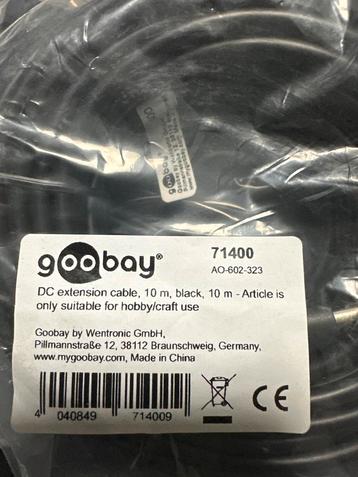 goobay®
71400
AO-602-323
DC extension cable, 10 m, black, 10 m - Article is
only suitable for hobby/craft use
Goobay by Wentronic GmbH,
Pillmannstraße 12, 38112 Braunschweig, Germany,
www.mygoobay.com, Made in China
4 040849 714009
CE